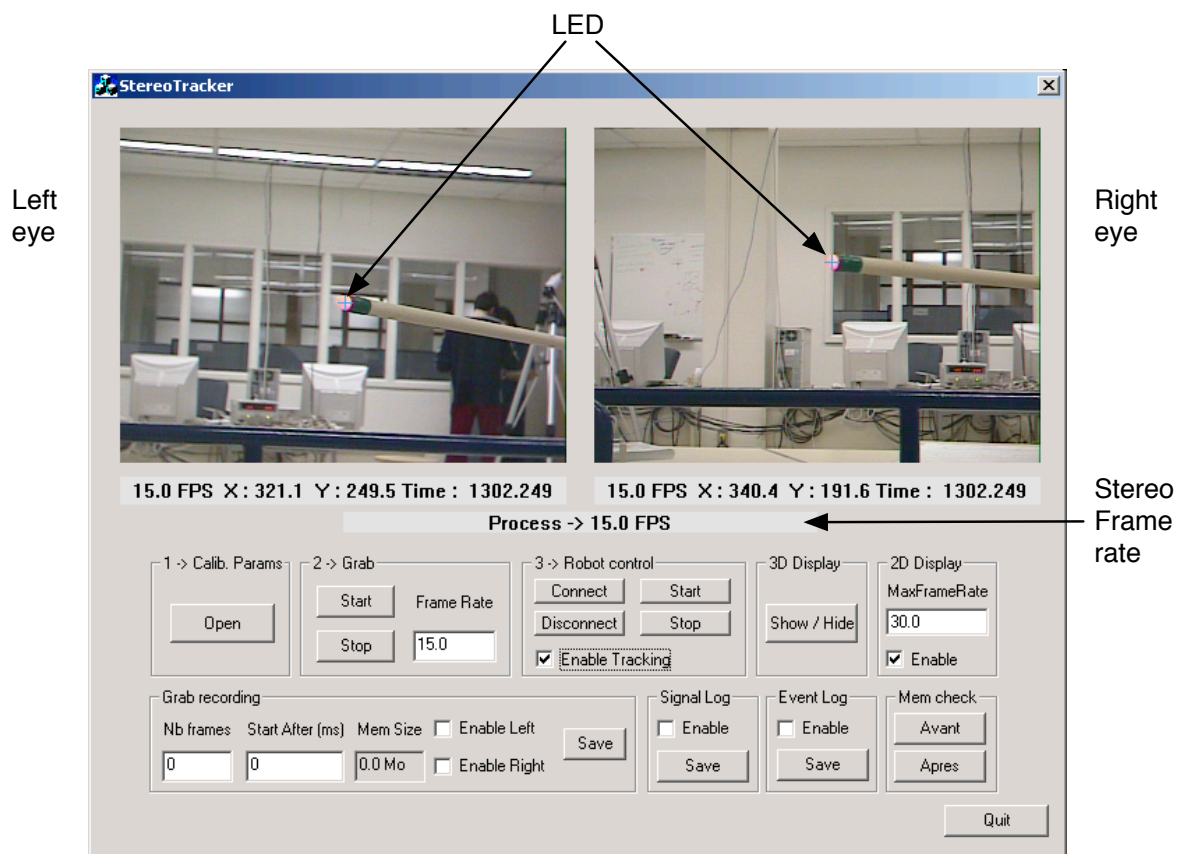 LED
StereoTracker
Left
eye
Right
eye
15.0 FPS X : 321.1 Y : 249.5 Time : 1302.249
15.0 FPS X : 340.4 Y : 191.6 Time : 1302.249
Process -> 15.0 FPS
Stereo
Frame
rate
1 -> Calib. Params
Open
2 -> Grab
Start
Stop
Frame Rate
15.0
3 -> Robot control
Connect
Start
Disconnect
Stop
Enable Tracking
3D Display
Show / Hide
2D Display
MaxFrameRate
30.0
Enable
Grab recording
Nb frames
0
Start After (ms)
0
Mem Size
0.0 Mo
Enable Left
Enable Right
Save
Signal Log
Enable
Save
Event Log
Enable
Save
Mem check
Avant
Apres
Quit